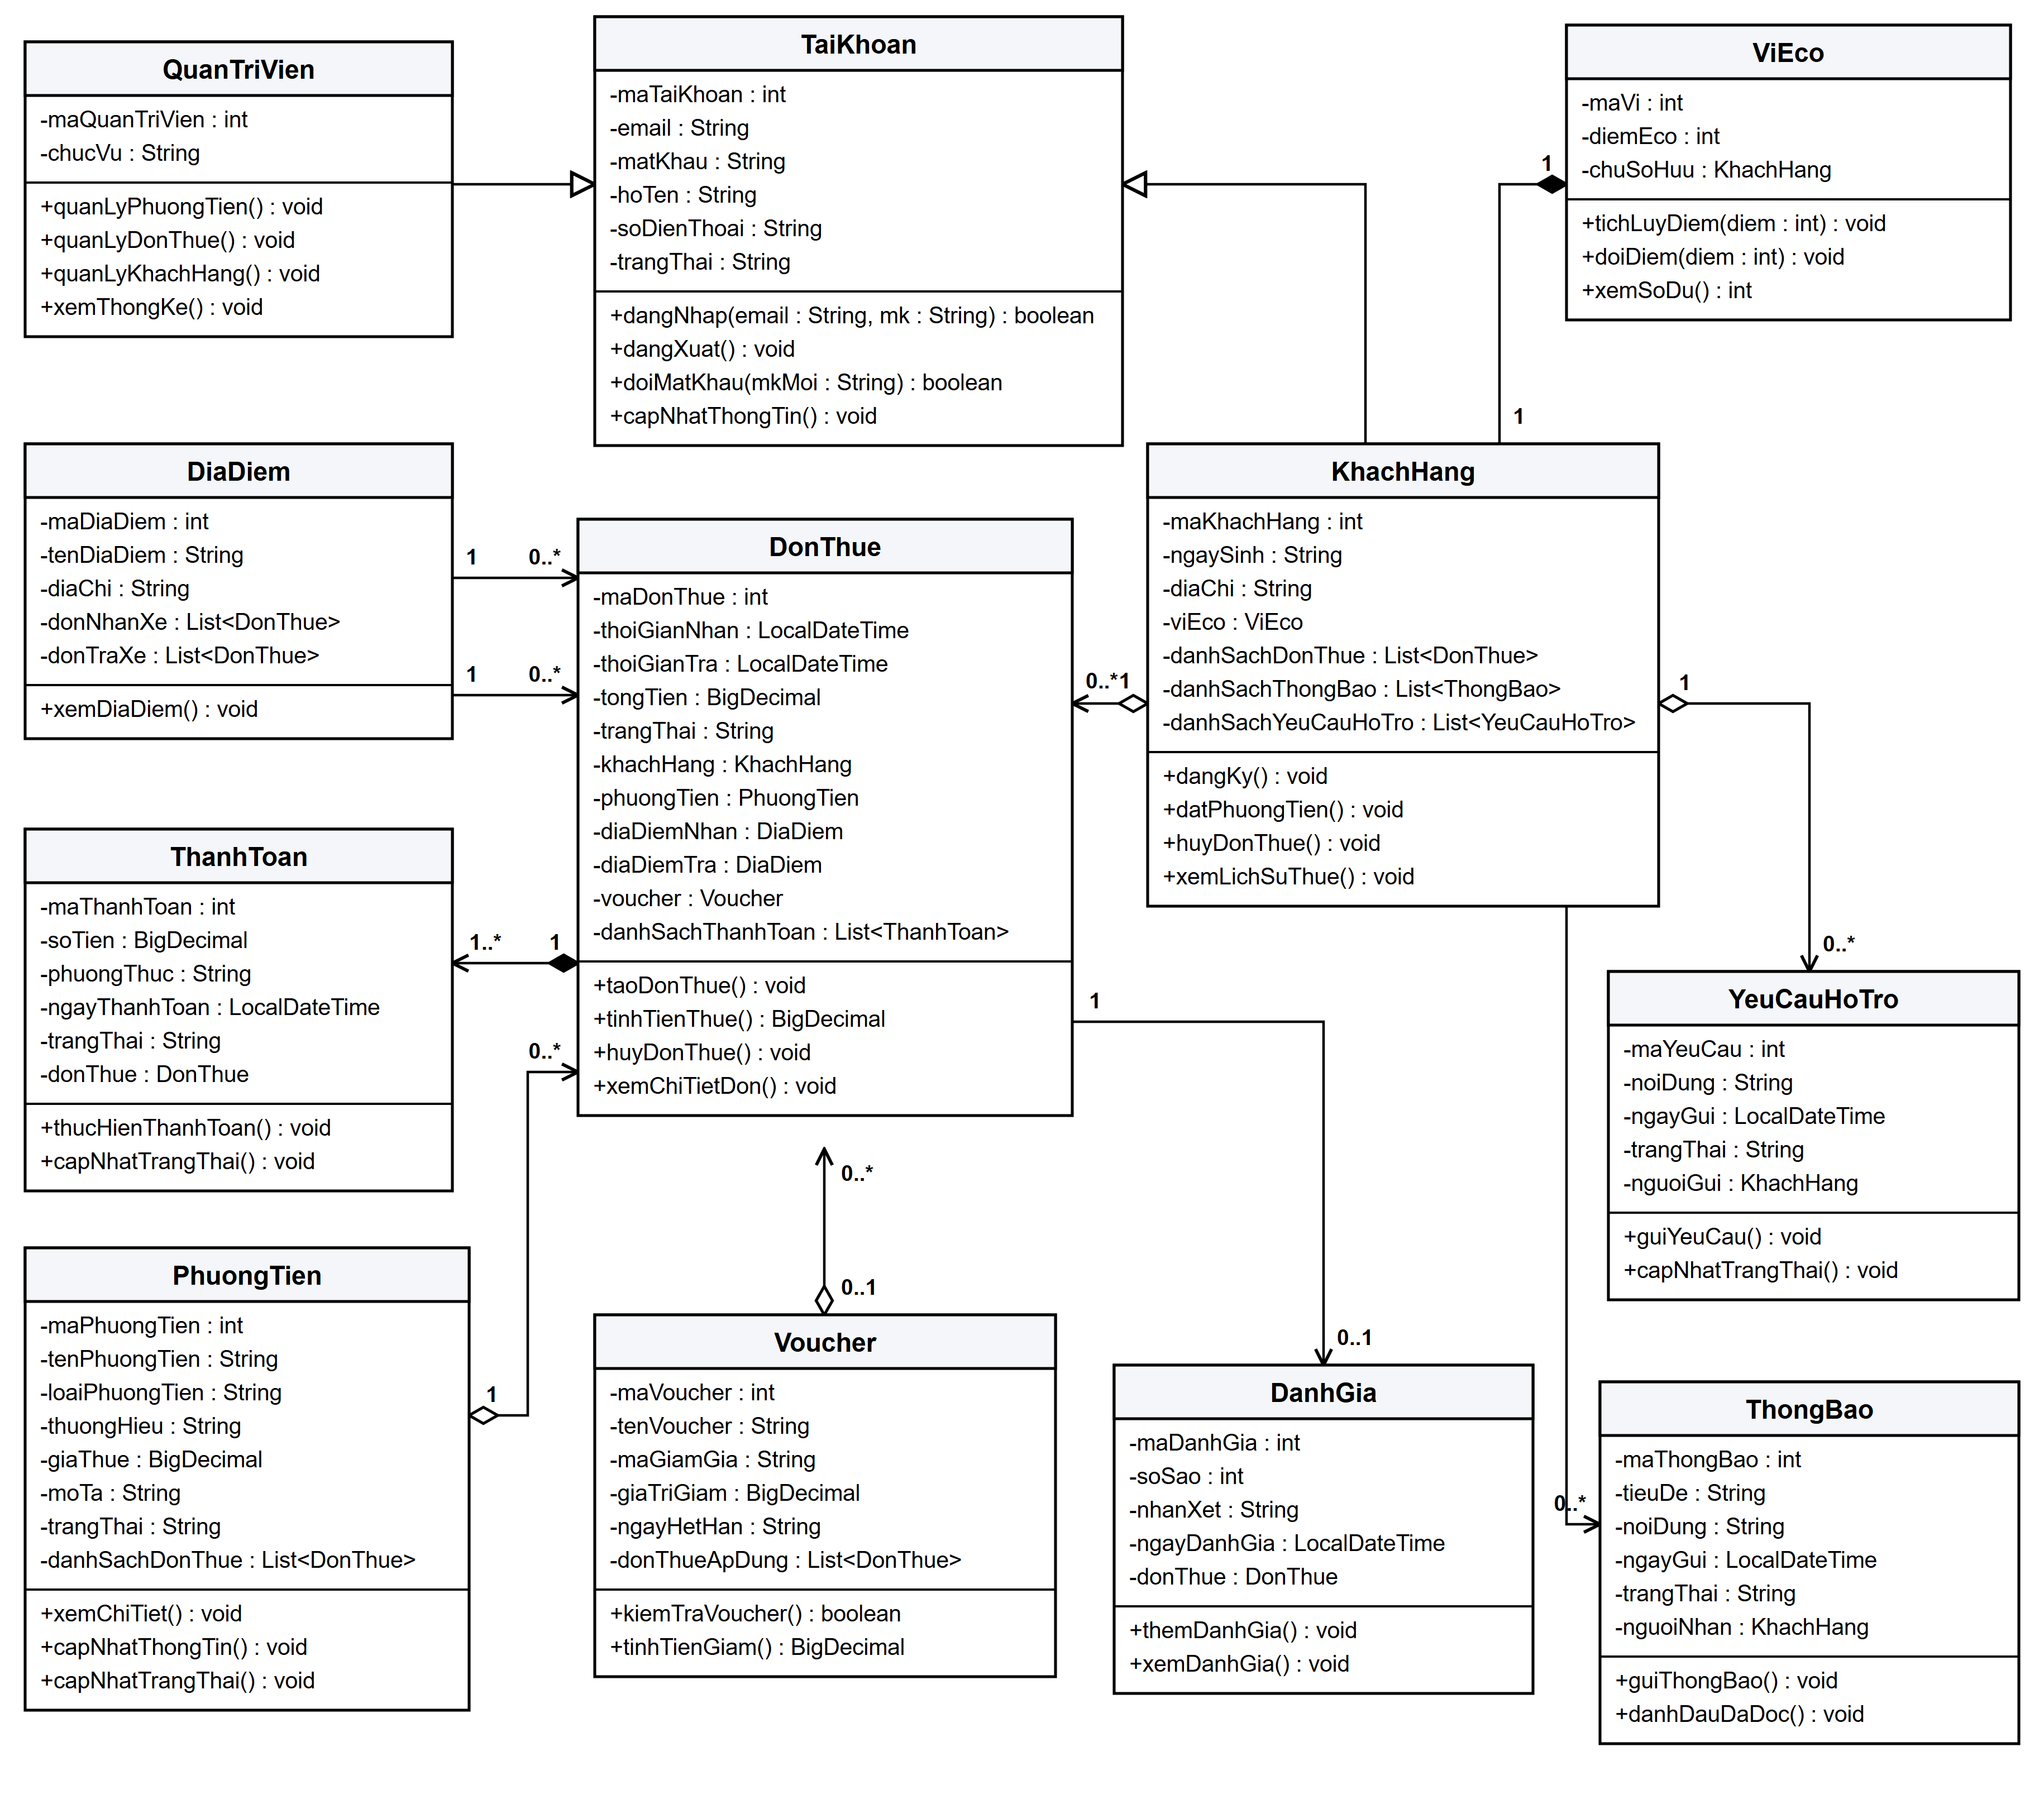 QuanTriVien
-maQuanTriVien : int
-chucVu : String
+quanLyPhuongTien() : void
+quanLyDonThue() : void
+quanLyKhachHang() : void
+xemThongKe() : void
TaiKhoan
-maTaiKhoan : int
-email : String
-matKhau : String
-hoTen : String
-soDienThoai : String
-trangThai : String
+dangNhap(email : String, mk : String) : boolean
+dangXuat() : void
+doiMatKhau(mkMoi : String) : boolean
+capNhatThongTin() : void
ViEco
-maVi : int
-diemEco : int
-chuSoHuu : KhachHang
+tichLuyDiem(diem : int) : void
+doiDiem(diem : int) : void
+xemSoDu() : int
1
1
DiaDiem
-maDiaDiem : int
-tenDiaDiem : String
-diaChi : String
-donNhanXe : List<DonThue>
-donTraXe : List<DonThue>
+xemDiaDiem() : void
1 0..*
1 0..*
DonThue
-maDonThue : int
-thoiGianNhan : LocalDateTime
-thoiGianTra : LocalDateTime
-tongTien : BigDecimal
-trangThai : String
-khachHang : KhachHang
-phuongTien : PhuongTien
-diaDiemNhan : DiaDiem
-diaDiemTra : DiaDiem
-voucher : Voucher
-danhSachThanhToan : List<ThanhToan>
+taoDonThue() : void
+tinhTienThue() : BigDecimal
+huyDonThue() : void
+xemChiTietDon() : void
0..* 1
KhachHang
-maKhachHang : int
-ngaySinh : String
-diaChi : String
-viEco : ViEco
-danhSachDonThue : List<DonThue>
-danhSachThongBao : List<ThongBao>
-danhSachYeuCauHoTro : List<YeuCauHoTro>
+dangKy() : void
+datPhuongTien() : void
+huyDonThue() : void
+xemLichSuThue() : void
1
0..*
ThanhToan
-maThanhToan : int
-soTien : BigDecimal
-phuongThuc : String
-ngayThanhToan : LocalDateTime
-trangThai : String
-donThue : DonThue
+thucHienThanhToan() : void
+capNhatTrangThai() : void
1..* 1
0..*
1
1
0..1
0..*
0..1
YeuCauHoTro
-maYeuCau : int
-noiDung : String
-ngayGui : LocalDateTime
-trangThai : String
-nguoiGui : KhachHang
+guiYeuCau() : void
+capNhatTrangThai() : void
PhuongTien
-maPhuongTien : int
-tenPhuongTien : String
-loaiPhuongTien : String
-thuongHieu : String
-giaThue : BigDecimal
-moTa : String
-trangThai : String
-danhSachDonThue : List<DonThue>
+xemChiTiet() : void
+capNhatThongTin() : void
+capNhatTrangThai() : void
Voucher
-maVoucher : int
-tenVoucher : String
-maGiamGia : String
-giaTriGiam : BigDecimal
-ngayHetHan : String
-donThueApDung : List<DonThue>
+kiemTraVoucher() : boolean
+tinhTienGiam() : BigDecimal
DanhGia
-maDanhGia : int
-soSao : int
-nhanXet : String
-ngayDanhGia : LocalDateTime
-donThue : DonThue
+themDanhGia() : void
+xemDanhGia() : void
0..*
ThongBao
-maThongBao : int
-tieuDe : String
-noiDung : String
-ngayGui : LocalDateTime
-trangThai : String
-nguoiNhan : KhachHang
+guiThongBao() : void
+danhDauDaDoc() : void